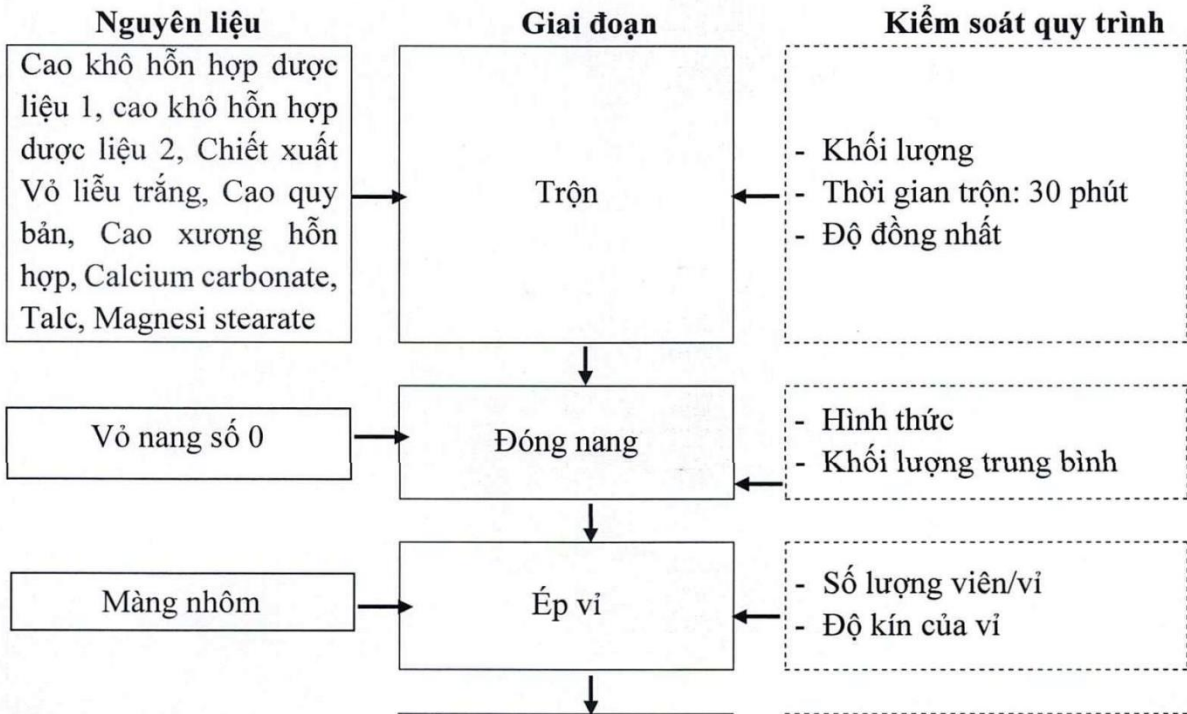 Nguyên liệu
Giai đoạn
Kiểm soát quy trình
Cao khô hỗn hợp dược
liệu 1, cao khô hỗn hợp
dược liệu 2, Chiết xuất
Vỏ liễu trắng, Cao quy
bản, Cao xương hỗn
hợp, Calcium carbonate,
Talc, Magnesi stearate
Trộn
- Khối lượng
- Thời gian trộn: 30 phút
- Độ đồng nhất
Vỏ nang số 0
Đóng nang
- Hình thức
- Khối lượng trung bình
Màng nhôm
Ép vỉ
- Số lượng viên/vỉ
- Độ kín của vỉ